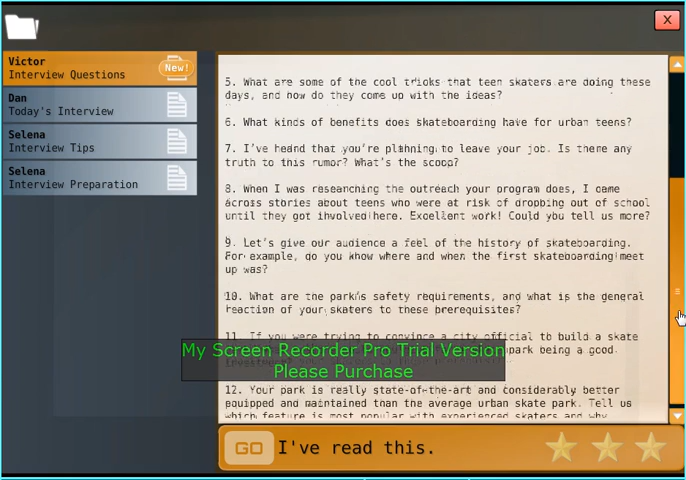 X
Victor
Interview Questions
New!
Dan
Today's Interview
Selena
Interview Tips
Selena
Interview Preparation
5. What are some of the cool tricks that teen skaters are doing these
days, and how do they come up with the ideas?
6. What kinds of benefits does skateboarding have for urban teens?
7. I've heard that you're planning to leave your job. Is there any
truth to this rumor? What's the scoop?
8. When I was researching the outreach your program does, I came
across stories about teens who were at risk of dropping out of school
until they got involved here. Excellent work! Could you tell us more?
9. Let's give our audience a feel of the history of skateboarding.
For example, do you know where and when the first skateboarding meet
up was?
10. What are the park's safety requirements, and what is the general
reaction of your skaters to these prerequisites?
11. If you were trying to convince a city official to build a skate
park being a good
My Screen Recorder Pro Trial Version
Please Purchase
12. Your park is really state-of-the-art and considerably better
equipped and maintained than the average urban skate park. Tell us
which feature is most popular with experienced skaters and why
GO I've read this.